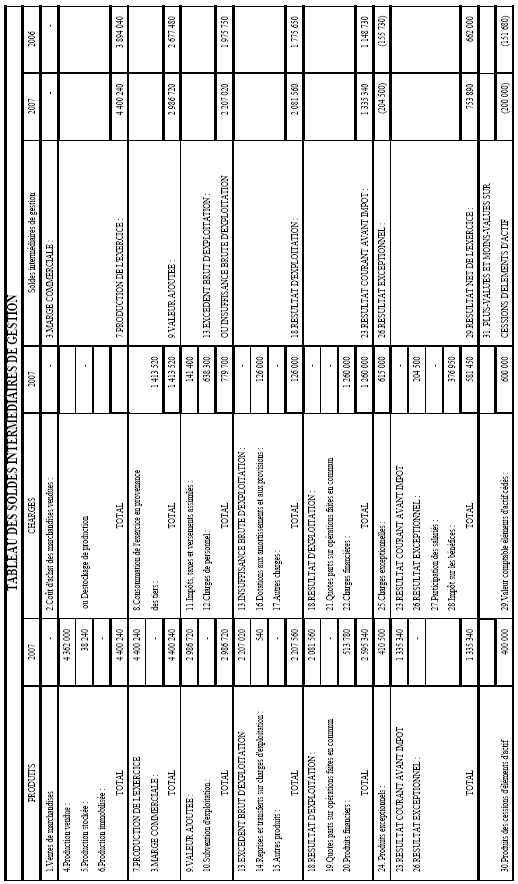 TABLEAU DES SOLDES INTERMEDIAIRES DE GESTION
PRODUITS 2007 CHARGES 2007 Soldes intermédiaires de gestion 2007 2006
1.Ventes de marchandises - 2.Coût d'achat des marchandises vendues : - 3.MARGE COMMERCIALE : - -
4.Production vendue : 4 362 000
5.Production stockée : 38 240 ou Déstockage de production -
6.Production immobilisée : -
TOTAL 4 400 240 TOTAL - 7.PRODUCTION DE L'EXERCICE : 4 400 240 3 894 040
7.PRODUCTION DE L'EXERCICE 4 400 240 8.Consommation de l'exercice en provenance
3.MARGE COMMERCIALE : - des tiers : 1 413 520
TOTAL 4 400 240 TOTAL 1 413 520 9.VALEUR AJOUTEE : 2 986 720 2 677 480
9.VALEUR AJOUTEE : 2 986 720 11.Impôts, taxes et versements assimilés : 141 400
10.Subvention d'exploitation : - 12.Charges de personnel : 638 300 13.EXCEDENT BRUT D'EXPLOITATION :
TOTAL 2 986 720 TOTAL 779 700 OU INSUFFISANCE BRUTE D'EXPLOITATION 2 207 020 1 975 750
13.EXCEDENT BRUT D'EXPLOITATION 2 207 020 13.INSUFFISANCE BRUTE D'EXPLOITATION : -
14.Reprises et transferts sur charges d'exploitation : 540 16.Dotations aux amortissements et aux provisions : 126 000
15.Autres produits : - 17.Autres charges : -
TOTAL 2 207 560 TOTAL 126 000 18.RESULTAT D'EXPLOITATION : 2 081 560 1 775 650
18.RESULTAT D'EXPLOITATION : 2 081 560 18.RESULTAT D'EXPLOITATION : -
19.Quotes parts sur opérations faites en commun - 21.Quotes parts sur opérations faites en commun -
20.Produits financiers : 513 780 22.Charges financières : 1 260 000
TOTAL 2 595 340 TOTAL 1 260 000 23.RESULTAT COURANT AVANT IMPOT : 1 335 340 1 148 730
24. Produits exceptionnels : 410 500 25.Charges exceptionnelles : 615 000 26.RESULTAT EXCEPTIONNEL : (204 500) (155 730)
23.RESULTAT COURANT AVANT IMPOT 1 335 340 23.RESULTAT COURANT AVANT IMPOT -
26.RESULTAT EXCEPTIONNEL : - 26.RESULTAT EXCEPTIONNEL : 204 500
27.Participation des salariés : -
28.Impôt sur les bénéfices : 376 950
TOTAL 1 335 340 TOTAL 581 450 29.RESULTAT NET DE L'EXERCICE : 753 890 662 000
31. PLUS-VALUES ET MOINS-VALUES SUR
30.Produits des cessions d'élements d'actif 400 000 29.Valeur comptable éléments d'actif cédés : 600 000 CESSIONS D'ELEMENTS D'ACTIF (200 000) (151 680)